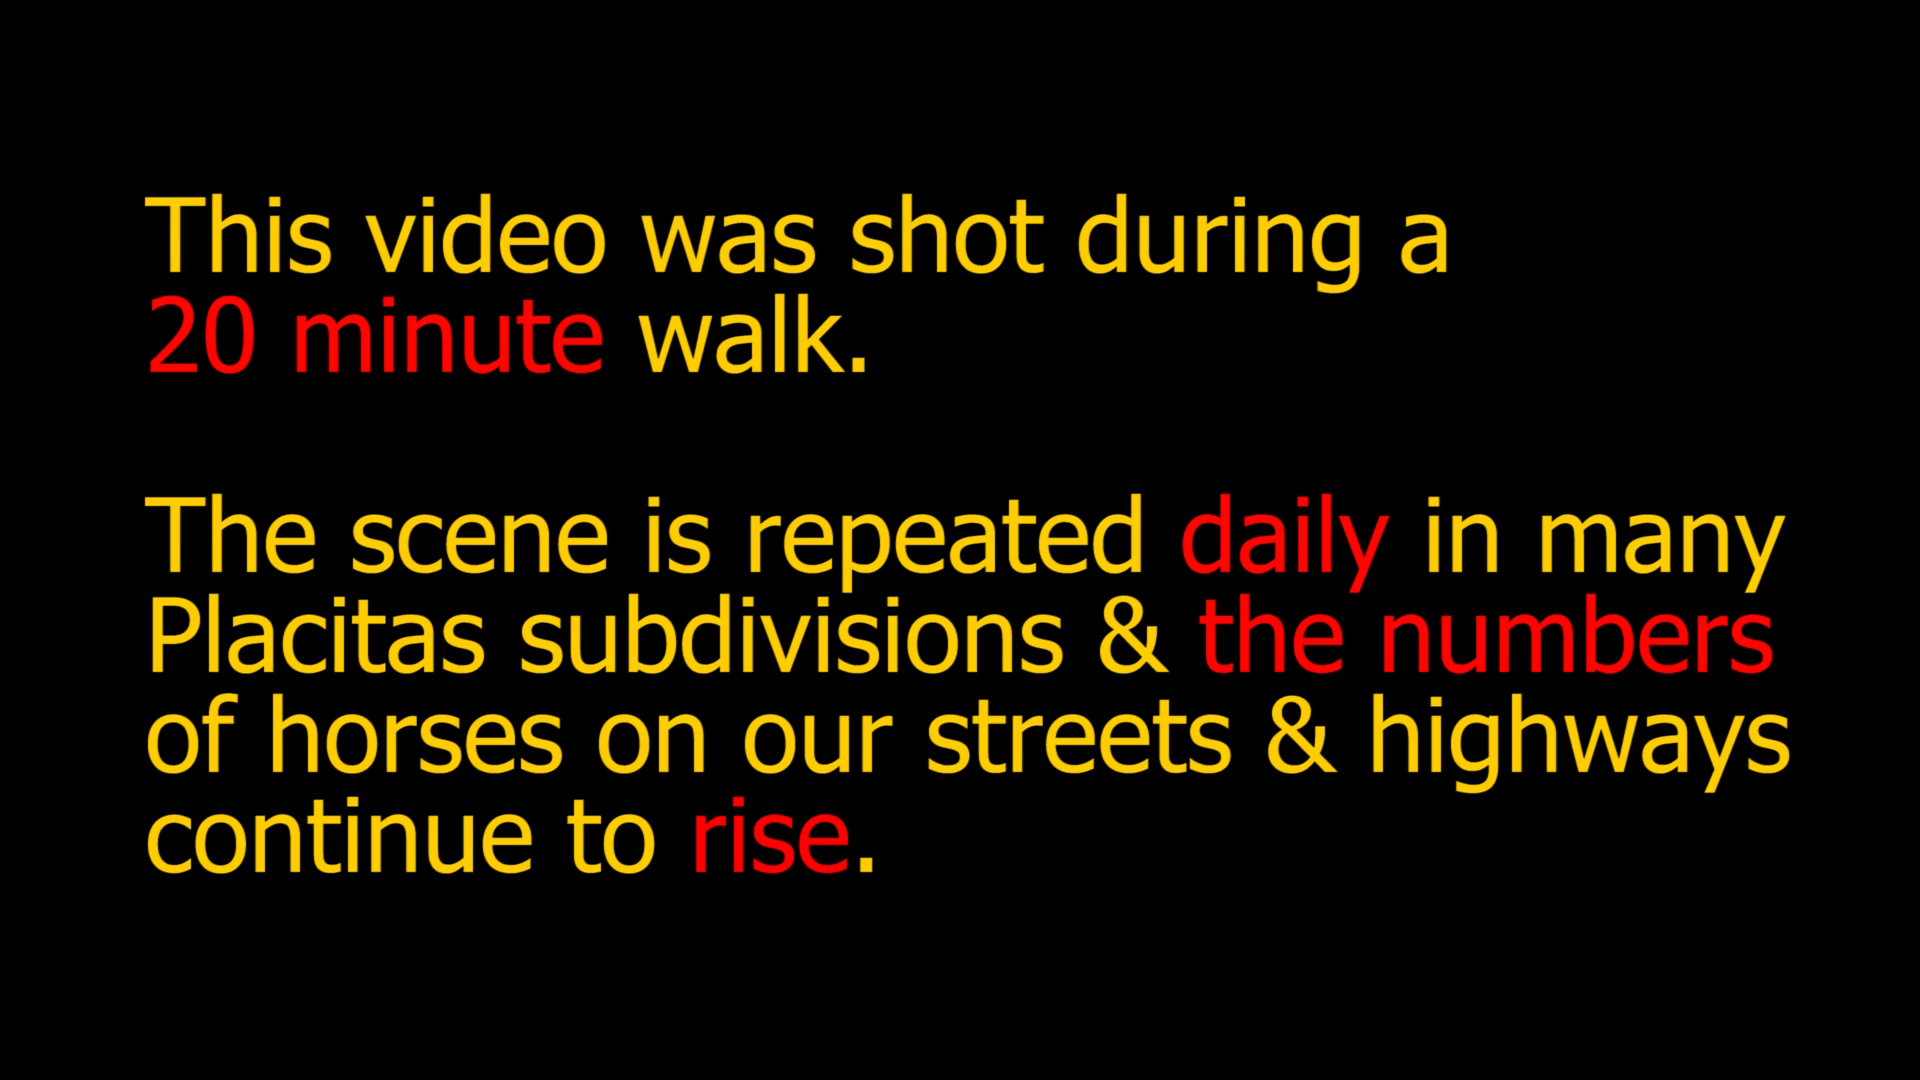 This video was shot during a
20 minute walk.
The scene is repeated daily in many
Placitas subdivisions & the numbers
of horses on our streets & highways
continue to rise.